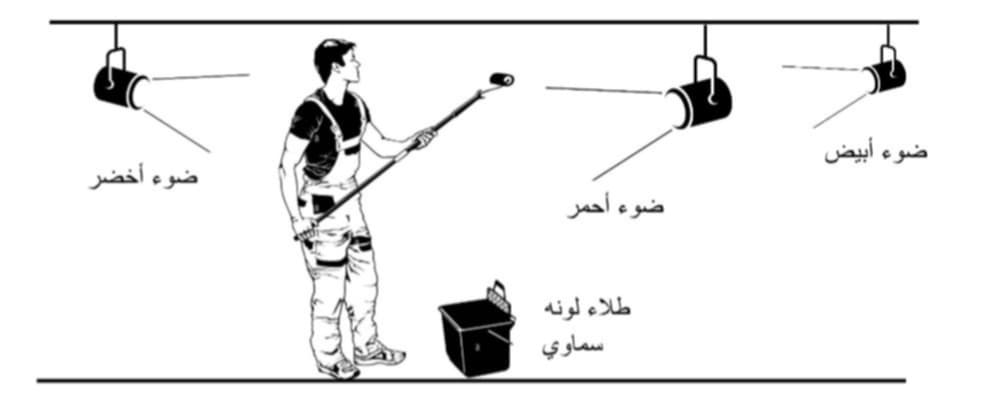 ضوء أبيض
ضوء أخضر
ضوء أحمر
طلاء لونه
سماوي